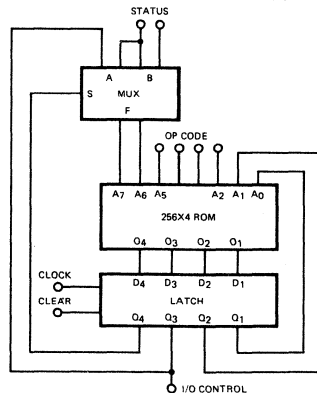 STATUS
A B
S MUX
F
OP CODE
A7 A6 A5 A2 A1 A0
256X4 ROM
O4 O3 O2 O1
CLOCK
D4 D3 D2 D1
LATCH
CLEAR
Q4 Q3 Q2 Q1
I/O CONTROL